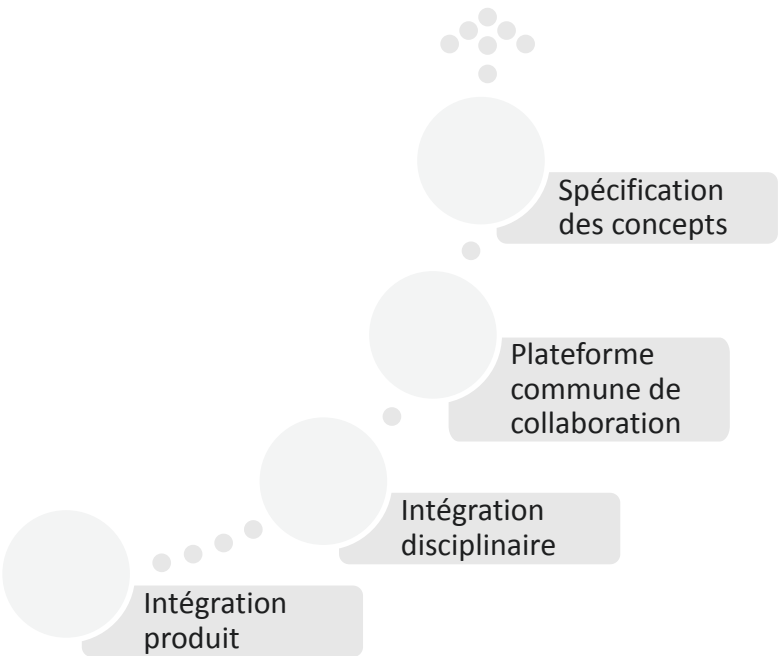 Spécification
des concepts
Plateforme
commune de
collaboration
Intégration
disciplinaire
Intégration
produit